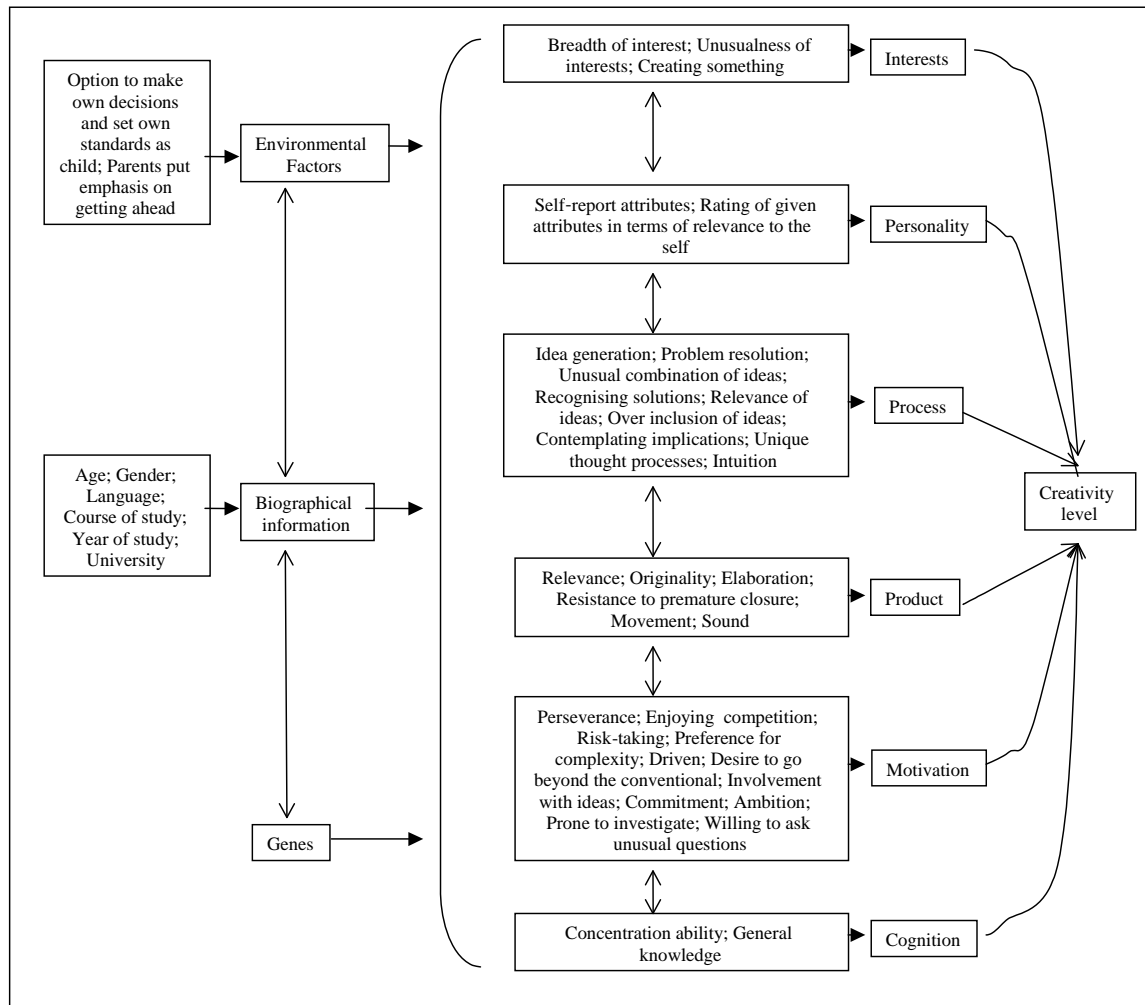 Option to make
own decisions
and set own
standards as
child; Parents put
emphasis on
getting ahead
Environmental
Factors
Age; Gender;
Language;
Course of study;
Year of study;
University
Biographical
information
Genes
Breadth of interest; Unusualness of
interests; Creating something
Interests
Self-report attributes; Rating of given
attributes in terms of relevance to the
self
Personality
Idea generation; Problem resolution;
Unusual combination of ideas;
Recognising solutions; Relevance of
ideas; Over inclusion of ideas;
Contemplating implications; Unique
thought processes; Intuition
Process
Relevance; Originality; Elaboration;
Resistance to premature closure;
Movement; Sound
Product
Perseverance; Enjoying competition;
Risk-taking; Preference for
complexity; Driven; Desire to go
beyond the conventional; Involvement
with ideas; Commitment; Ambition;
Prone to investigate; Willing to ask
unusual questions
Motivation
Concentration ability; General
knowledge
Cognition
Creativity
level